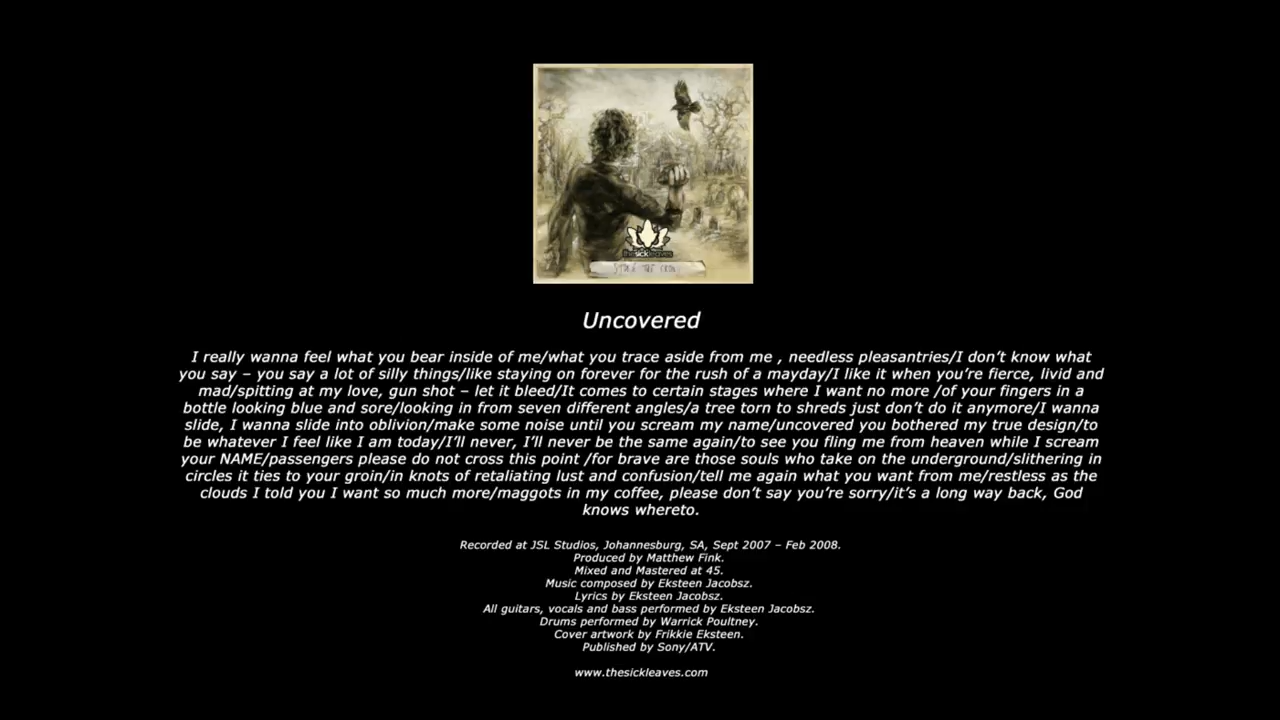 thesickleaves
Uncovered
I really wanna feel what you bear inside of me/what you trace aside from me , needless pleasantries/I don’t know what
you say – you say a lot of silly things/like staying on forever for the rush of a mayday/I like it when you’re fierce, livid and
mad/spitting at my love, gun shot – let it bleed/It comes to certain stages where I want no more /of your fingers in a
bottle looking blue and sore/looking in from seven different angles/a tree torn to shreds just don’t do it anymore/I wanna
slide, I wanna slide into oblivion/make some noise until you scream my name/uncovered you bothered my true design/to
be whatever I feel like I am today/I’ll never, I’ll never be the same again/to see you fling me from heaven while I scream
your NAME/passengers please do not cross this point /for brave are those souls who take on the underground/slithering in
circles it ties to your groin/in knots of retaliating lust and confusion/tell me again what you want from me/restless as the
clouds I told you I want so much more/maggots in my coffee, please don’t say you’re sorry/it’s a long way back, God
knows whereto.
Recorded at JSL Studios, Johannesburg, SA, Sept 2007 – Feb 2008.
Produced by Matthew Fink.
Mixed and Mastered at 45.
Music composed by Eksteen Jacobsz.
Lyrics by Eksteen Jacobsz.
All guitars, vocals and bass performed by Eksteen Jacobsz.
Drums performed by Warrick Poultney.
Cover artwork by Frikkie Eksteen.
Published by Sony/ATV.
www.thesickleaves.com